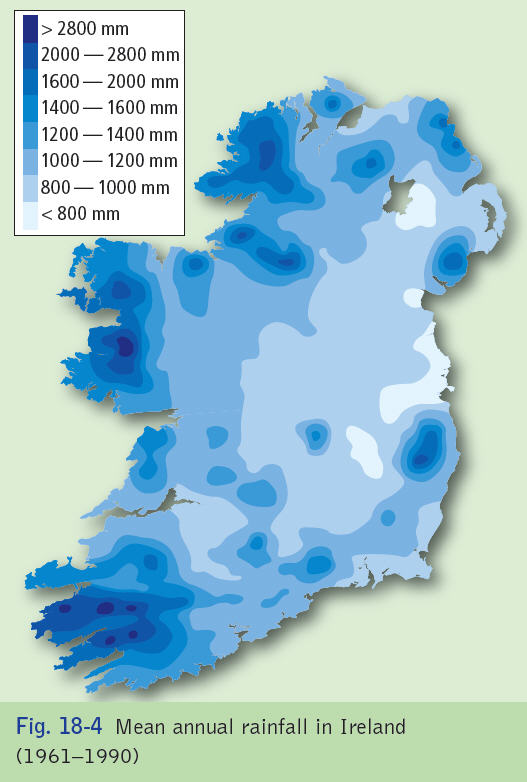 > 2800 mm
2000 — 2800 mm
1600 — 2000 mm
1400 — 1600 mm
1200 — 1400 mm
1000 — 1200 mm
800 — 1000 mm
< 800 mm
Fig. 18-4 Mean annual rainfall in Ireland
(1961–1990)